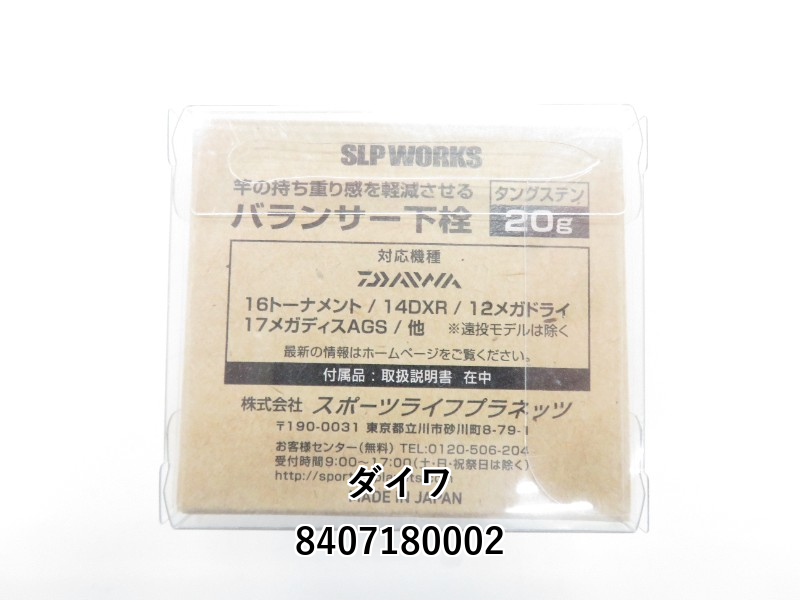 SLP WORKS
竿の持ち重り感を軽減させる
バランサー下栓
タングステン
20g
対応機種
DAIWA
16トーナメント / 14DXR / 12メガドライ
17メガディスAGS / 他 ※遠投モデルは除く
最新の情報はホームページをご覧ください。
付属品：取扱説明書 在中
株式会社 スポーツライフプラネッツ
〒190-0031 東京都立川市砂川町8-79-1
お客様センター(無料) TEL:0120-506-204
受付時間9:00〜17:00(土・日・祝祭日は除く)
MADE IN JAPAN
ダイワ
8407180002